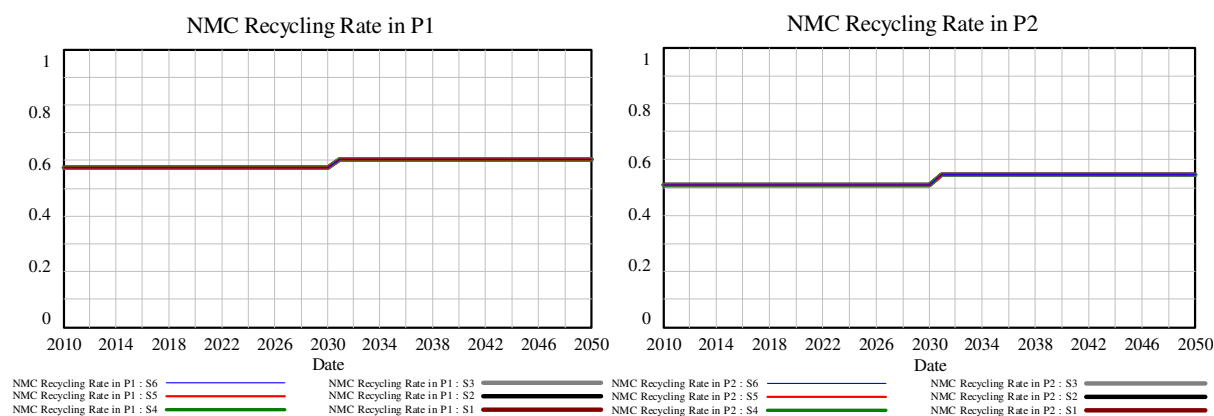 NMC Recycling Rate in P1
1
0.8
0.6
0.4
0.2
0
2010 2014 2018 2022 2026 2030 2034 2038 2042 2046 2050
Date
NMC Recycling Rate in P1 : S6
NMC Recycling Rate in P1 : S5
NMC Recycling Rate in P1 : S4
NMC Recycling Rate in P1 : S3
NMC Recycling Rate in P1 : S2
NMC Recycling Rate in P1 : S1
NMC Recycling Rate in P2
1
0.8
0.6
0.4
0.2
0
2010 2014 2018 2022 2026 2030 2034 2038 2042 2046 2050
Date
NMC Recycling Rate in P2 : S6
NMC Recycling Rate in P2 : S5
NMC Recycling Rate in P2 : S4
NMC Recycling Rate in P2 : S3
NMC Recycling Rate in P2 : S2
NMC Recycling Rate in P2 : S1